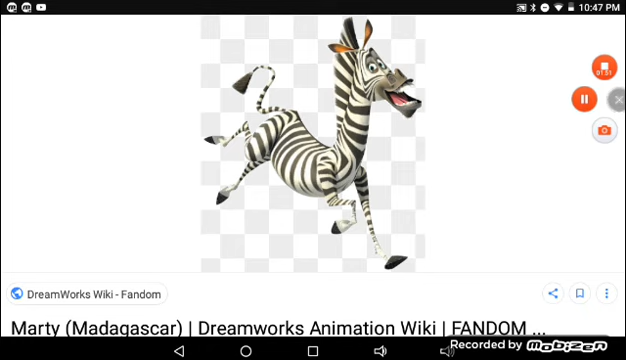 10:47 PM
01:51
DreamWorks Wiki - Fandom
Marty (Madagascar) | Dreamworks Animation Wiki | FANDOM ...
Recorded by Mobizen